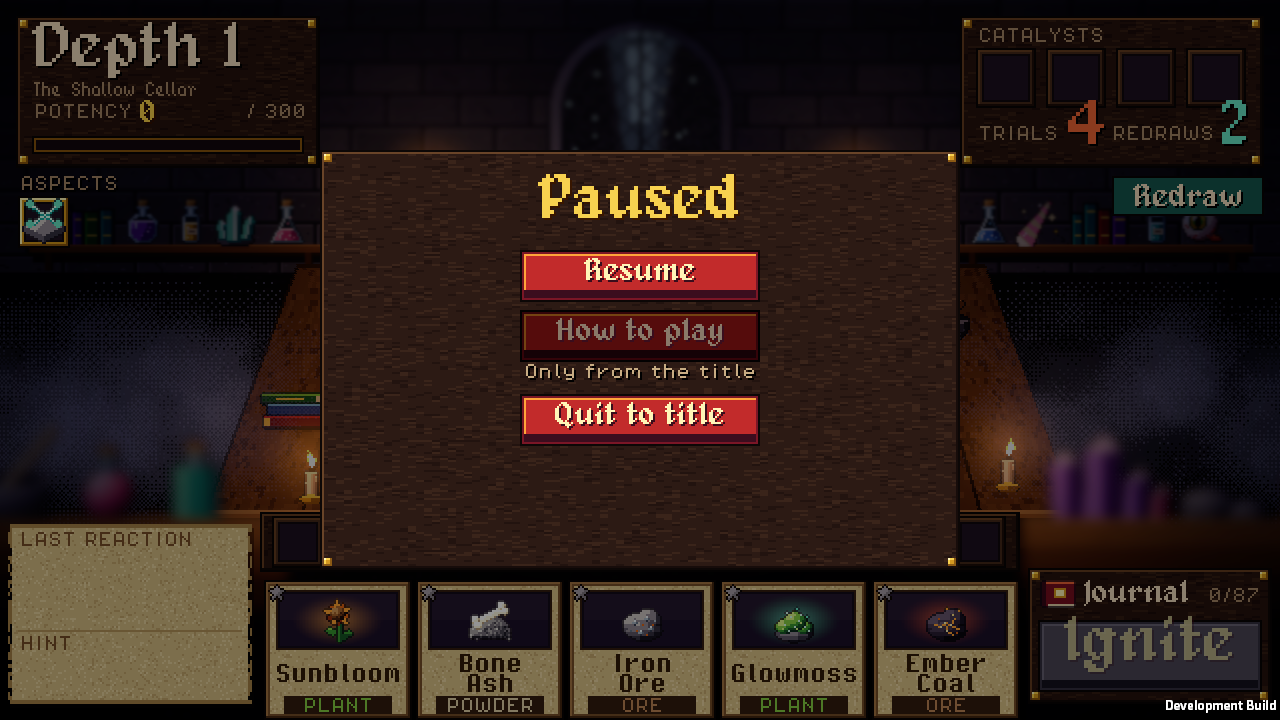 Depth 1
The Shallow Cellar
POTENCY 0 / 300
ASPECTS
CATALYSTS
TRIALS 4 REDRAWS 2
Redraw
Paused
Resume
How to play
Only from the title
Quit to title
LAST REACTION
HINT
Sunbloom
PLANT
Bone
Ash
POWDER
Iron
Ore
ORE
Glowmoss
PLANT
Ember
Coal
ORE
Journal 0/87
Ignite
Development Build